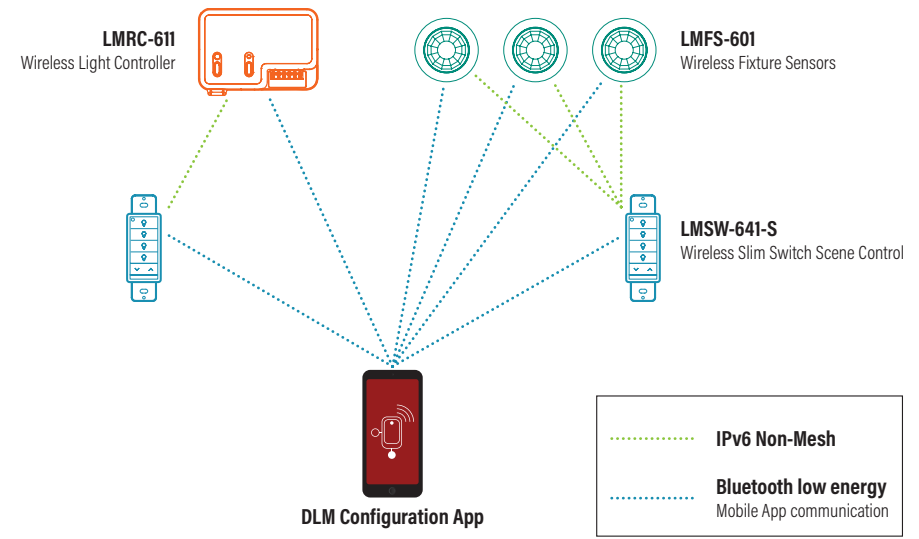 LMRC-611
Wireless Light Controller
LMFS-601
Wireless Fixture Sensors
LMSW-641-S
Wireless Slim Switch Scene Control
DLM Configuration App
IPv6 Non-Mesh
Bluetooth low energy
Mobile App communication